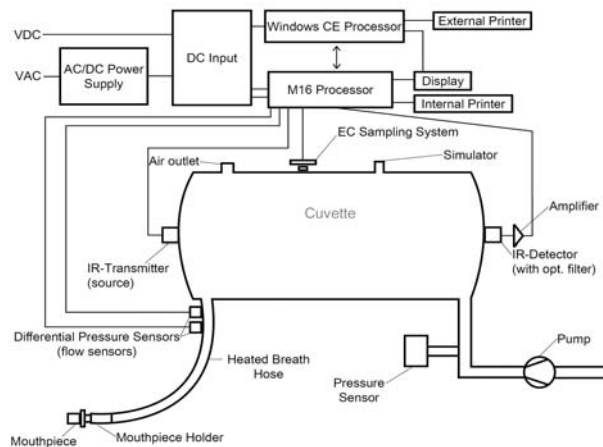 VDC
VAC
AC/DC Power
Supply
DC Input
Windows CE Processor
External Printer
M16 Processor
Display
Internal Printer
EC Sampling System
Air outlet
Simulator
Amplifier
Cuvette
IR-Transmitter
(source)
IR-Detector
(with opt. filter)
Differential Pressure Sensors
(flow sensors)
Heated Breath
Hose
Pressure
Sensor
Pump
Mouthpiece
Mouthpiece Holder